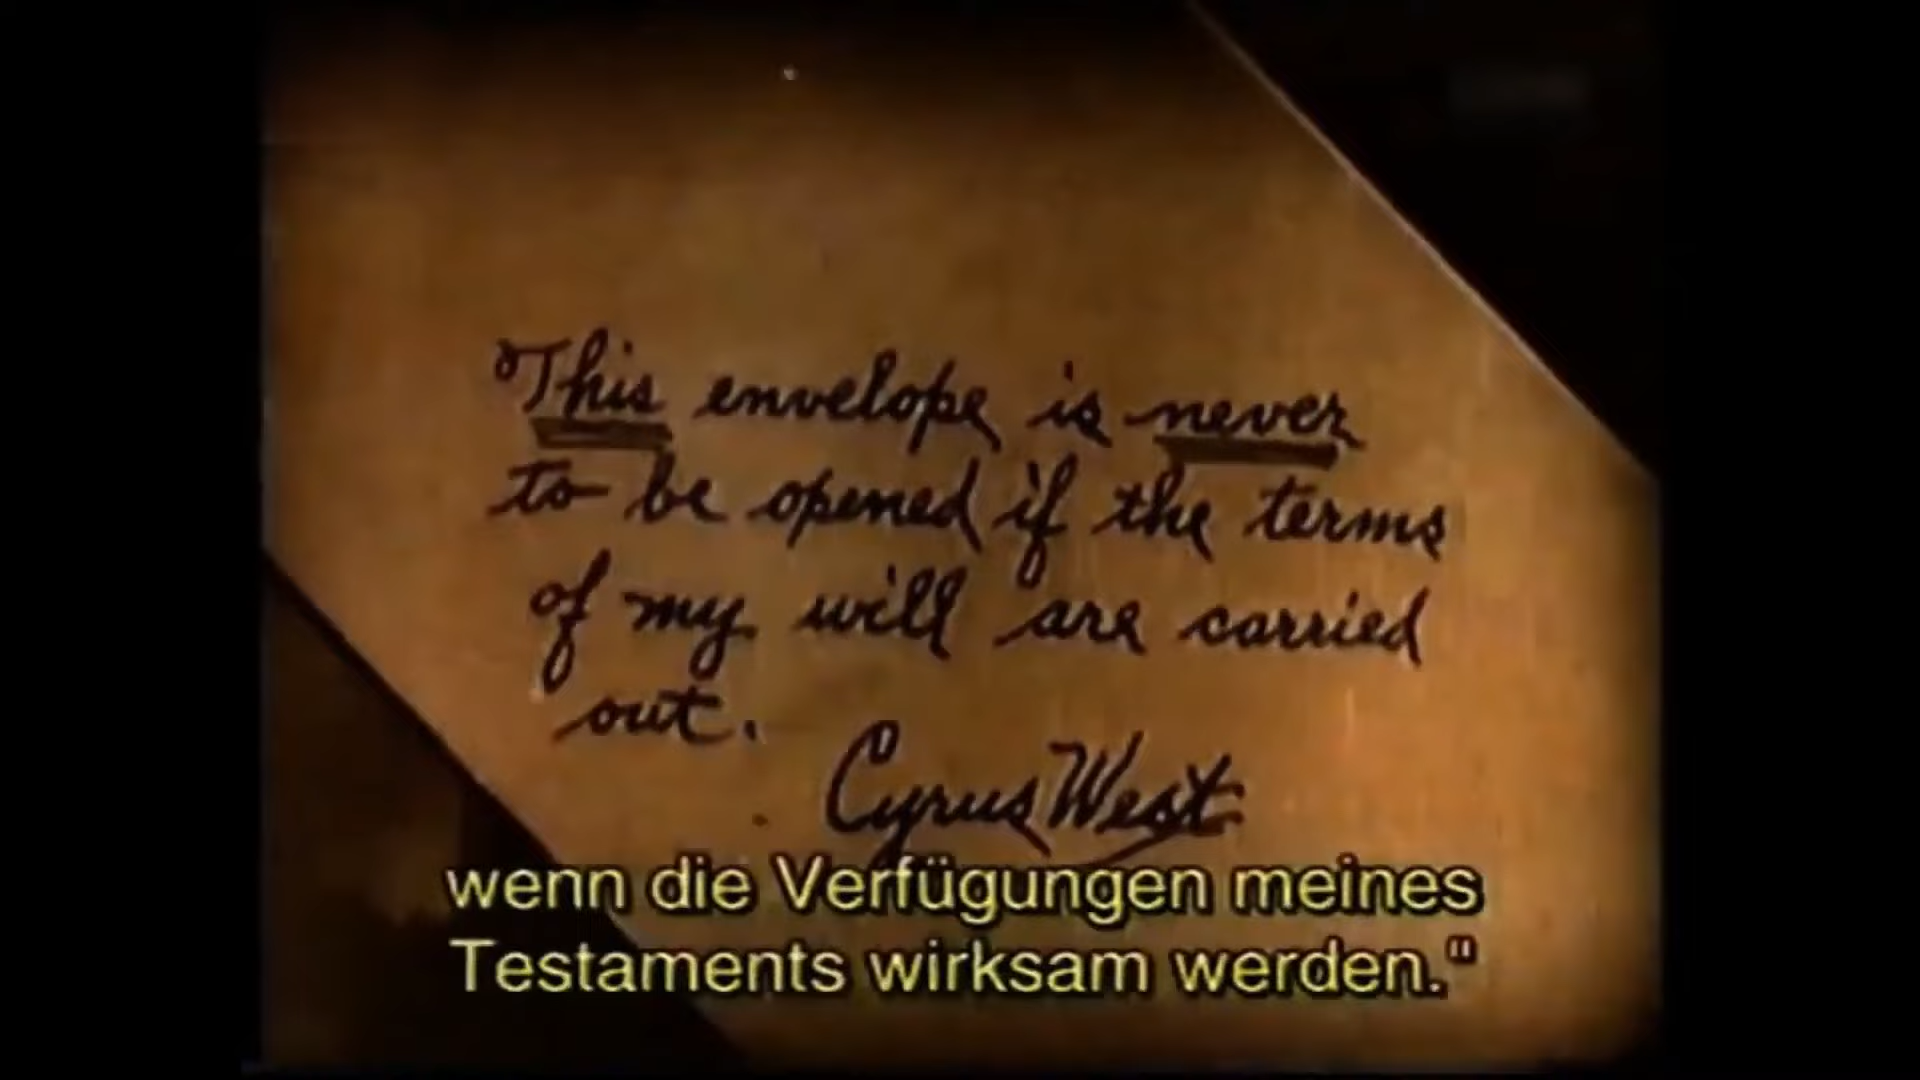 This envelope is never
to be opened if the terms
of my will are carried
out.
Cyrus West
wenn die Verfügungen meines
Testaments wirksam werden."